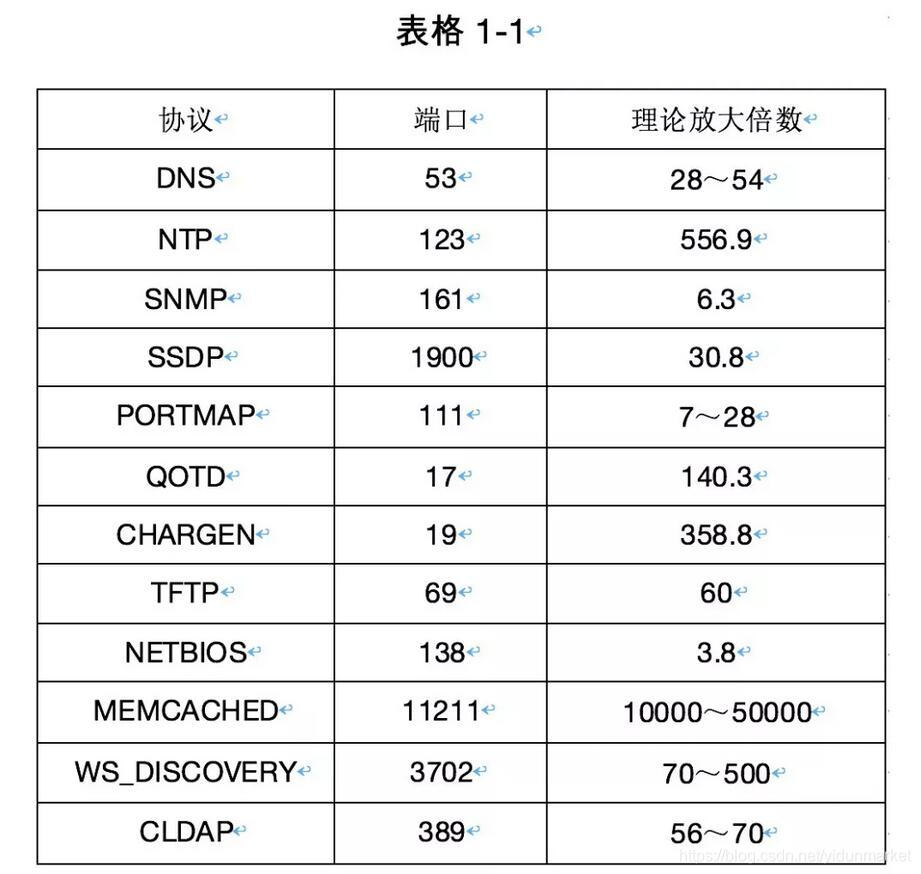 表格 1-1
协议 端口 理论放大倍数
DNS 53 28～54
NTP 123 556.9
SNMP 161 6.3
SSDP 1900 30.8
PORTMAP 111 7～28
QOTD 17 140.3
CHARGEN 19 358.8
TFTP 69 60
NETBIOS 138 3.8
MEMCACHED 11211 10000～50000
WS_DISCOVERY 3702 70～500
CLDAP 389 56～70
https://blog.csdn.net/yidunmarket